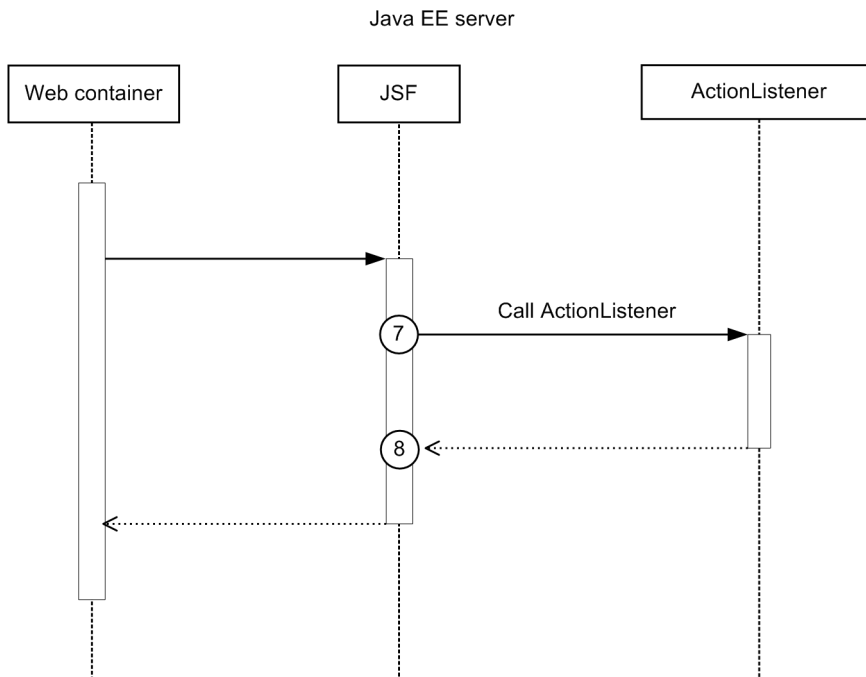 Java EE server
Web container
JSF
ActionListener
Call ActionListener
7
8